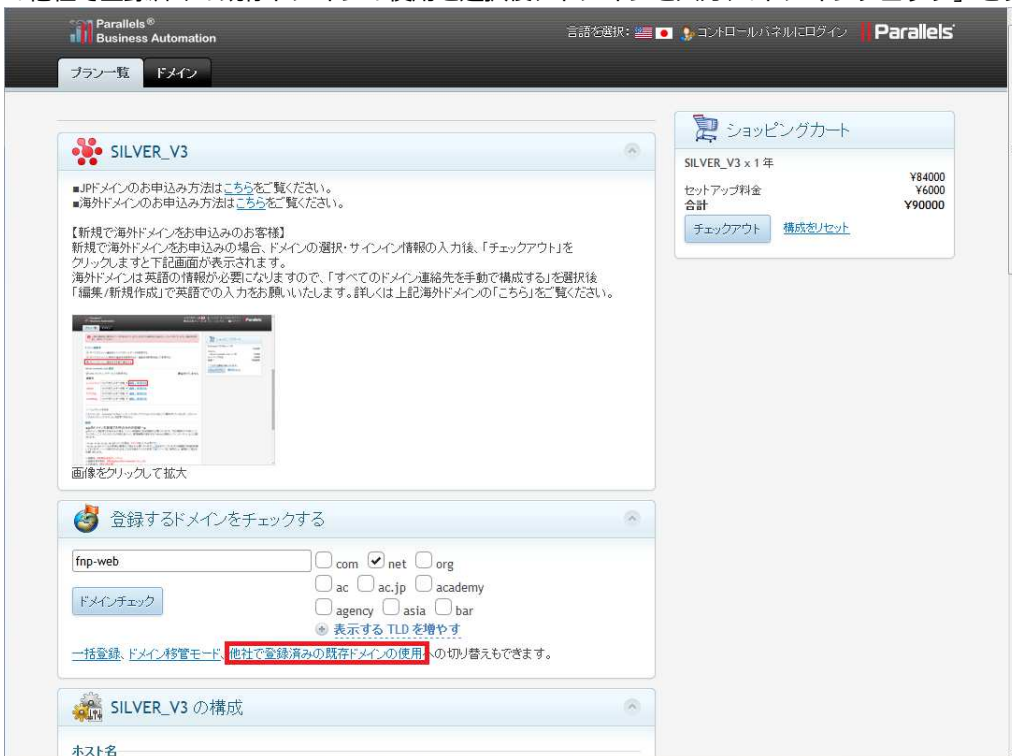 Parallels®
Business Automation
言語を選択:
コントロールパネルにログイン
Parallels
プラン一覧
ドメイン
SILVER_V3
■JPドメインのお申込み方法はこちらをご覧ください。
■海外ドメインのお申込み方法はこちらをご覧ください。
【新規で海外ドメインをお申込みのお客様】
新規で海外ドメインをお申込みの場合、ドメインの選択・サインイン情報の入力後、「チェックアウト」を
クリックしますと下記画面が表示されます。
海外ドメインは英語の情報が必要になりますので、「すべてのドメイン連絡先を手動で構成する」を選択後
「編集/新規作成」で英語での入力をお願いいたします。詳しくは上記海外ドメインの「こちら」をご覧ください。
画像をクリックして拡大
登録するドメインをチェックする
fnp-web
com net org
ac ac.jp academy
agency asia bar
ドメインチェック
表示する TLD を増やす
一括登録、ドメイン移管モード、他社で登録済みの既存ドメインの使用への切り替えもできます。
SILVER_V3 の構成
ホスト名
ショッピングカート
SILVER_V3 x 1 年
¥84000
セットアップ料金 ¥6000
合計 ¥90000
チェックアウト
構成をリセット